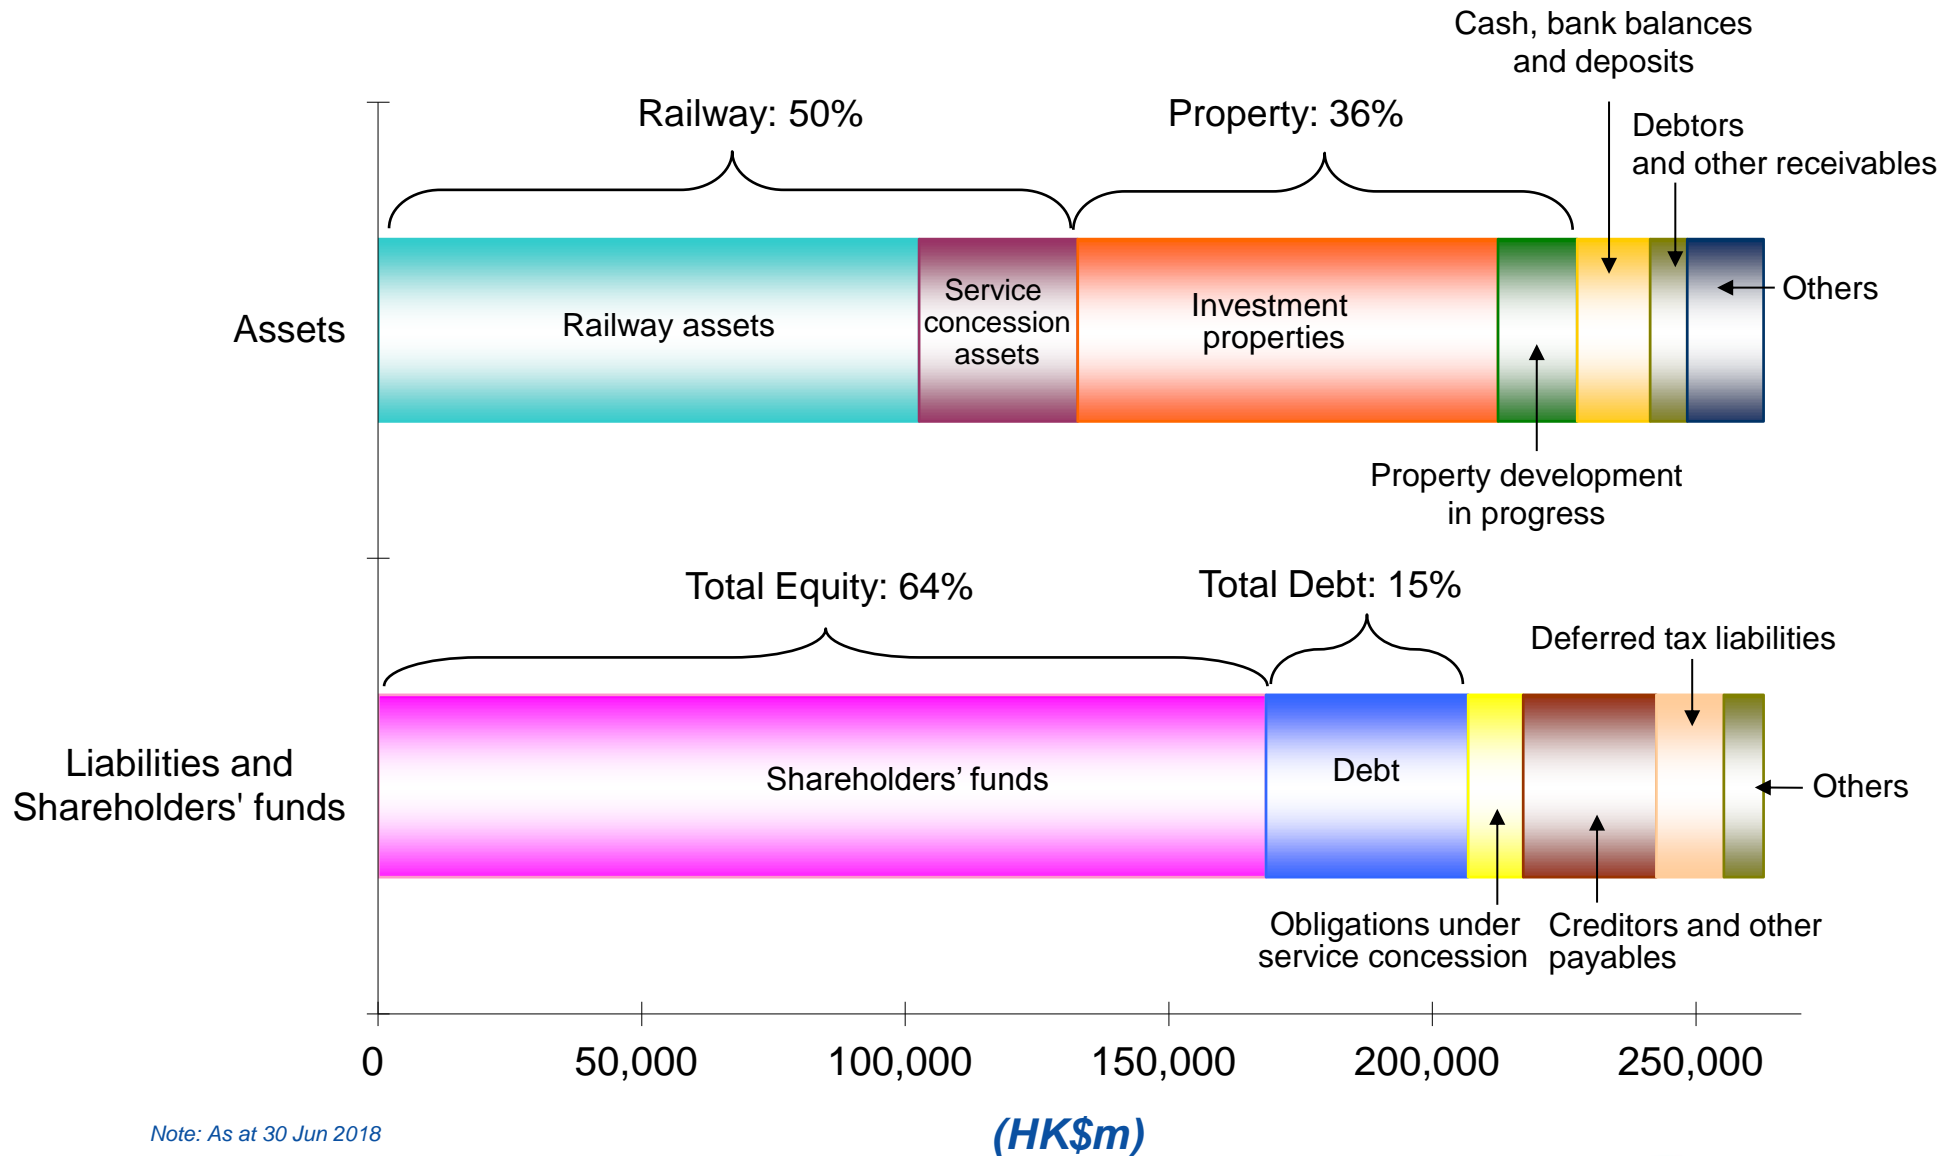 Cash, bank balances
and deposits
Railway: 50%
Property: 36%
Debtors
and other receivables
Assets
Railway assets
Service
concession
assets
Investment
properties
Others
Property development
in progress
Total Equity: 64%
Total Debt: 15%
Deferred tax liabilities
Liabilities and
Shareholders' funds
Shareholders’ funds
Debt
Others
Obligations under
service concession
Creditors and other
payables
0 50,000 100,000 150,000 200,000 250,000
Note: As at 30 Jun 2018
(HK$m)